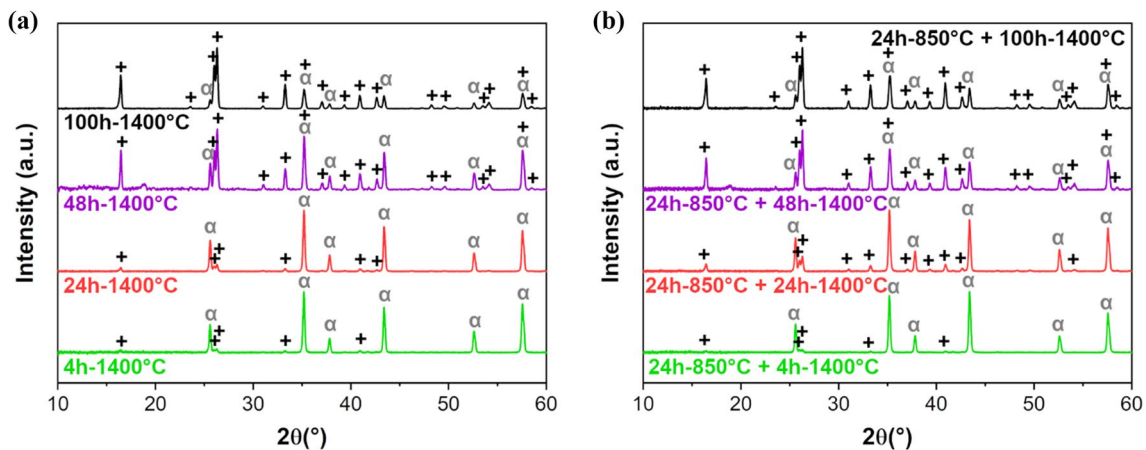 (a)
Intensity (a.u.)
100h-1400°C
48h-1400°C
24h-1400°C
4h-1400°C
α α α α α α
α α α α α α
α α α α α α
α α α α α α
10 20 30 40 50 60
2θ(°)
(b)
Intensity (a.u.)
24h-850°C + 100h-1400°C
24h-850°C + 48h-1400°C
24h-850°C + 24h-1400°C
24h-850°C + 4h-1400°C
α α α α α α
α α α α α α
α α α α α α
α α α α α α
10 20 30 40 50 60
2θ(°)